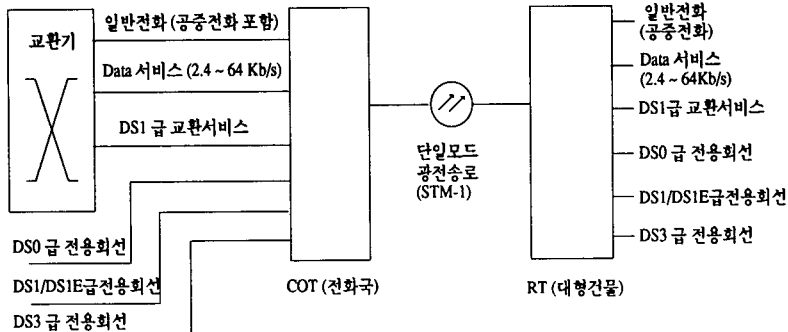 교환기
일반전화 (공중전화 포함)
Data 서비스 (2.4 ~ 64 Kb/s)
DS1 급 교환서비스
DS0 급 전용회선
DS1/DS1E급전용회선
DS3 급 전용회선
COT (전화국)
단일모드
광전송로
(STM-1)
RT (대형건물)
일반전화
(공중전화)
Data 서비스
(2.4 ~ 64Kb/s)
DS1급 교환서비스
DS0 급 전용회선
DS1/DS1E급전용회선
DS3 급 전용회선